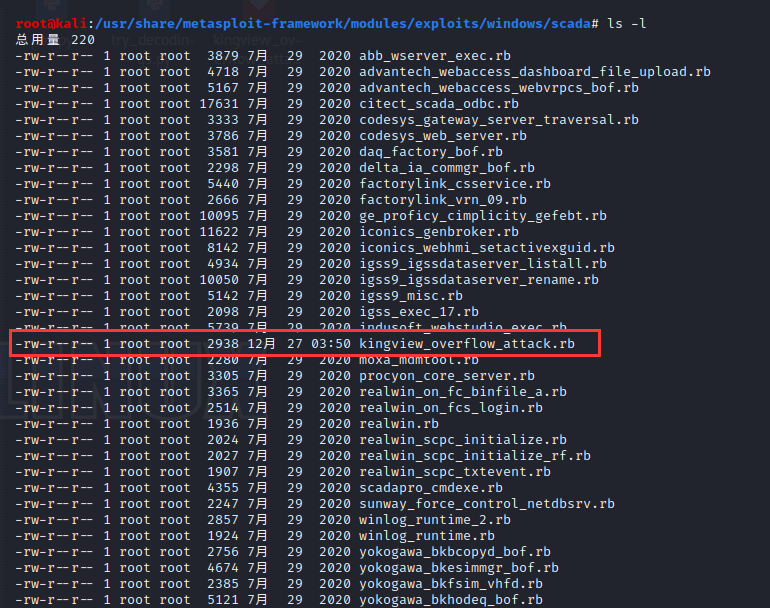 root@kali:/usr/share/metasploit-framework/modules/exploits/windows/scada# ls -l
总用量 220
-rw-r--r-- 1 root root  3879 7月   29  2020 abb_wserver_exec.rb
-rw-r--r-- 1 root root  4718 7月   29  2020 advantech_webaccess_dashboard_file_upload.rb
-rw-r--r-- 1 root root  5167 7月   29  2020 advantech_webaccess_webvrpcs_bof.rb
-rw-r--r-- 1 root root 17631 7月   29  2020 citect_scada_odbc.rb
-rw-r--r-- 1 root root  3333 7月   29  2020 codesys_gateway_server_traversal.rb
-rw-r--r-- 1 root root  3786 7月   29  2020 codesys_web_server.rb
-rw-r--r-- 1 root root  3581 7月   29  2020 daq_factory_bof.rb
-rw-r--r-- 1 root root  2298 7月   29  2020 delta_ia_commgr_bof.rb
-rw-r--r-- 1 root root  5440 7月   29  2020 factorylink_csservice.rb
-rw-r--r-- 1 root root  2666 7月   29  2020 factorylink_vrn_09.rb
-rw-r--r-- 1 root root 10095 7月   29  2020 ge_proficy_cimplicity_gefebt.rb
-rw-r--r-- 1 root root 11622 7月   29  2020 iconics_genbroker.rb
-rw-r--r-- 1 root root  8142 7月   29  2020 iconics_webhmi_setactivexguid.rb
-rw-r--r-- 1 root root  4934 7月   29  2020 igss9_igssdataserver_listall.rb
-rw-r--r-- 1 root root 10050 7月   29  2020 igss9_igssdataserver_rename.rb
-rw-r--r-- 1 root root  5142 7月   29  2020 igss9_misc.rb
-rw-r--r-- 1 root root  2098 7月   29  2020 igss_exec_17.rb
-rw-r--r-- 1 root root  5739 7月   29  2020 indusoft_webstudio_exec.rb
-rw-r--r-- 1 root root  2938 12月  27 03:50 kingview_overflow_attack.rb
-rw-r--r-- 1 root root  2280 7月   29  2020 moxa_mdmtool.rb
-rw-r--r-- 1 root root  3305 7月   29  2020 procyon_core_server.rb
-rw-r--r-- 1 root root  3365 7月   29  2020 realwin_on_fc_binfile_a.rb
-rw-r--r-- 1 root root  2514 7月   29  2020 realwin_on_fcs_login.rb
-rw-r--r-- 1 root root  1936 7月   29  2020 realwin.rb
-rw-r--r-- 1 root root  2024 7月   29  2020 realwin_scpc_initialize.rb
-rw-r--r-- 1 root root  2027 7月   29  2020 realwin_scpc_initialize_rf.rb
-rw-r--r-- 1 root root  1907 7月   29  2020 realwin_scpc_txtevent.rb
-rw-r--r-- 1 root root  4355 7月   29  2020 scadapro_cmdexe.rb
-rw-r--r-- 1 root root  2247 7月   29  2020 sunway_force_control_netdbsrv.rb
-rw-r--r-- 1 root root  2857 7月   29  2020 winlog_runtime_2.rb
-rw-r--r-- 1 root root  1924 7月   29  2020 winlog_runtime.rb
-rw-r--r-- 1 root root  2756 7月   29  2020 yokogawa_bkbcopyd_bof.rb
-rw-r--r-- 1 root root  4674 7月   29  2020 yokogawa_bkesimmgr_bof.rb
-rw-r--r-- 1 root root  2385 7月   29  2020 yokogawa_bkfsim_vhfd.rb
-rw-r--r-- 1 root root  5121 7月   29  2020 yokogawa_bkhodeq_bof.rb